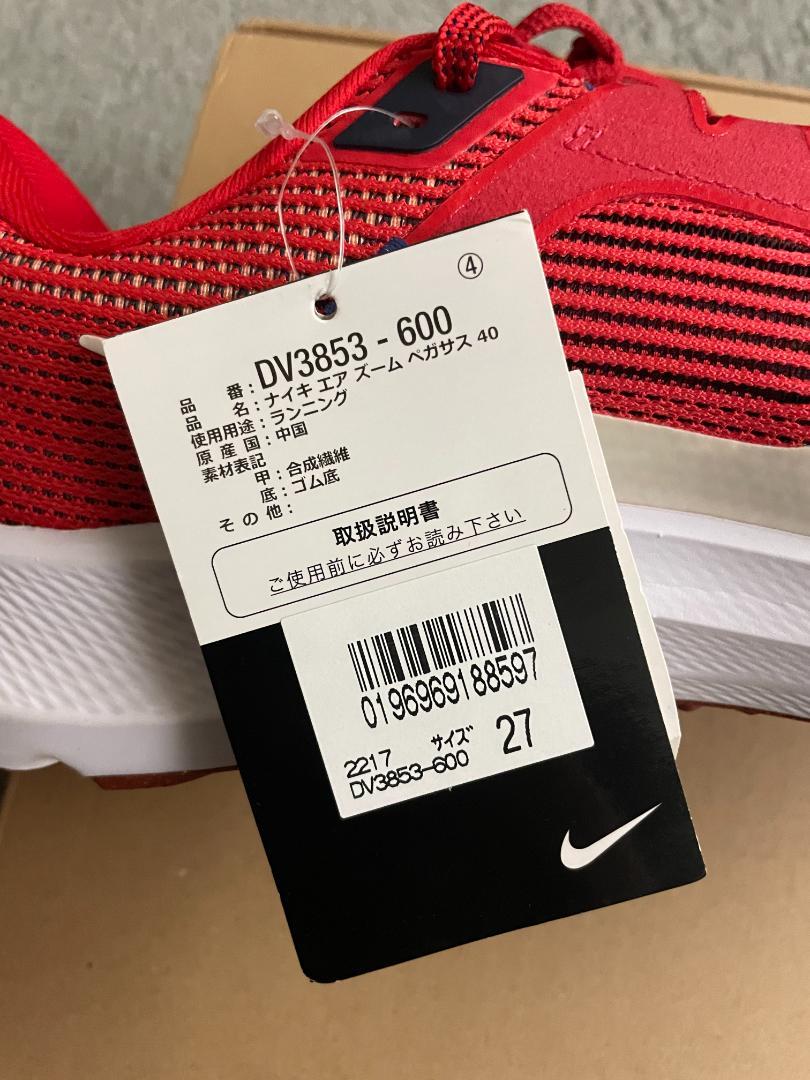 ④
品番:DV3853 - 600
品名:ナイキ エア ズーム ペガサス 40
使用用途:ランニング
原産国:中国
素材表記
甲:合成繊維
底:ゴム底
その他:
取扱説明書
ご使用前に必ずお読み下さい
0196969188597
2217 サイズ 27
DV3853-600